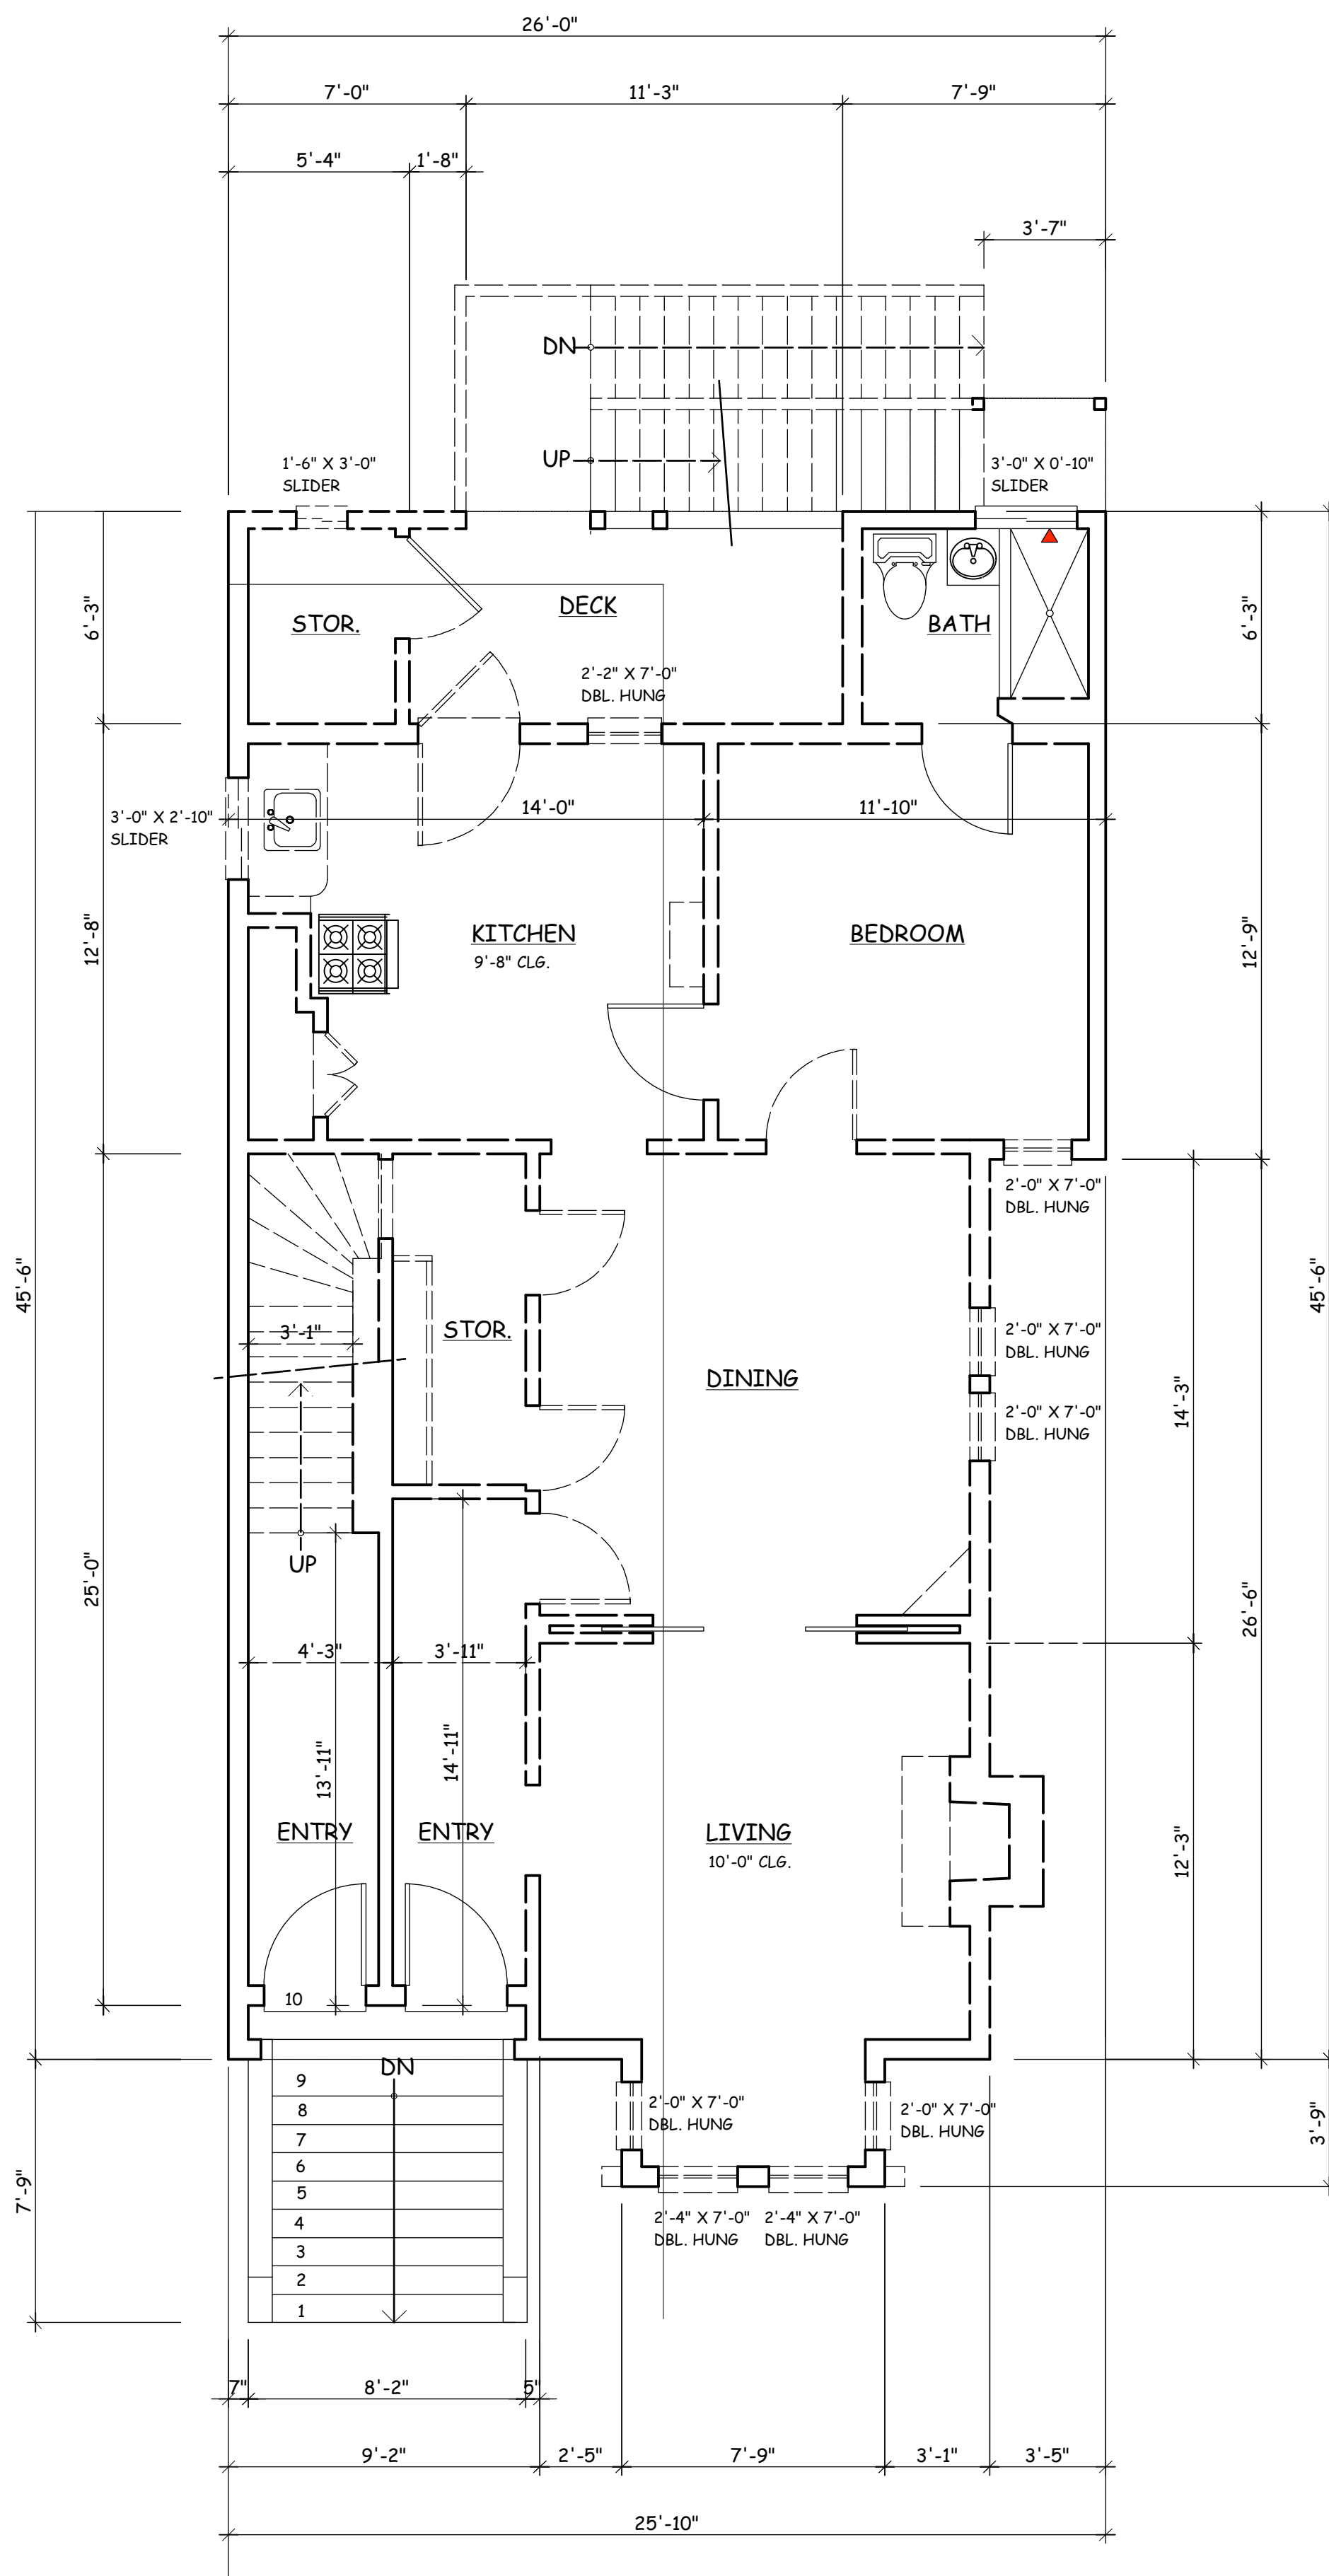 26'-0"
7'-0"
11'-3"
7'-9"
5'-4"
1'-8"
3'-7"
DN
UP
1'-6" X 3'-0"
SLIDER
3'-0" X 0'-10"
SLIDER
6'-3"
STOR.
DECK
BATH
6'-3"
2'-2" X 7'-0"
DBL. HUNG
3'-0" X 2'-10"
SLIDER
14'-0"
11'-10"
12'-8"
KITCHEN
9'-8" CLG.
BEDROOM
12'-9"
2'-0" X 7'-0"
DBL. HUNG
45'-6"
45'-6"
3'-1"
STOR.
2'-0" X 7'-0"
DBL. HUNG
DINING
2'-0" X 7'-0"
DBL. HUNG
14'-3"
UP
25'-0"
26'-6"
4'-3"
3'-11"
13'-11"
14'-11"
ENTRY
ENTRY
LIVING
10'-0" CLG.
12'-3"
10
DN
9
8
7
6
5
4
3
2
1
7'-9"
2'-0" X 7'-0"
DBL. HUNG
2'-0" X 7'-0"
DBL. HUNG
3'-9"
2'-4" X 7'-0"
DBL. HUNG
2'-4" X 7'-0"
DBL. HUNG
7"
8'-2"
5"
9'-2"
2'-5"
7'-9"
3'-1"
3'-5"
25'-10"